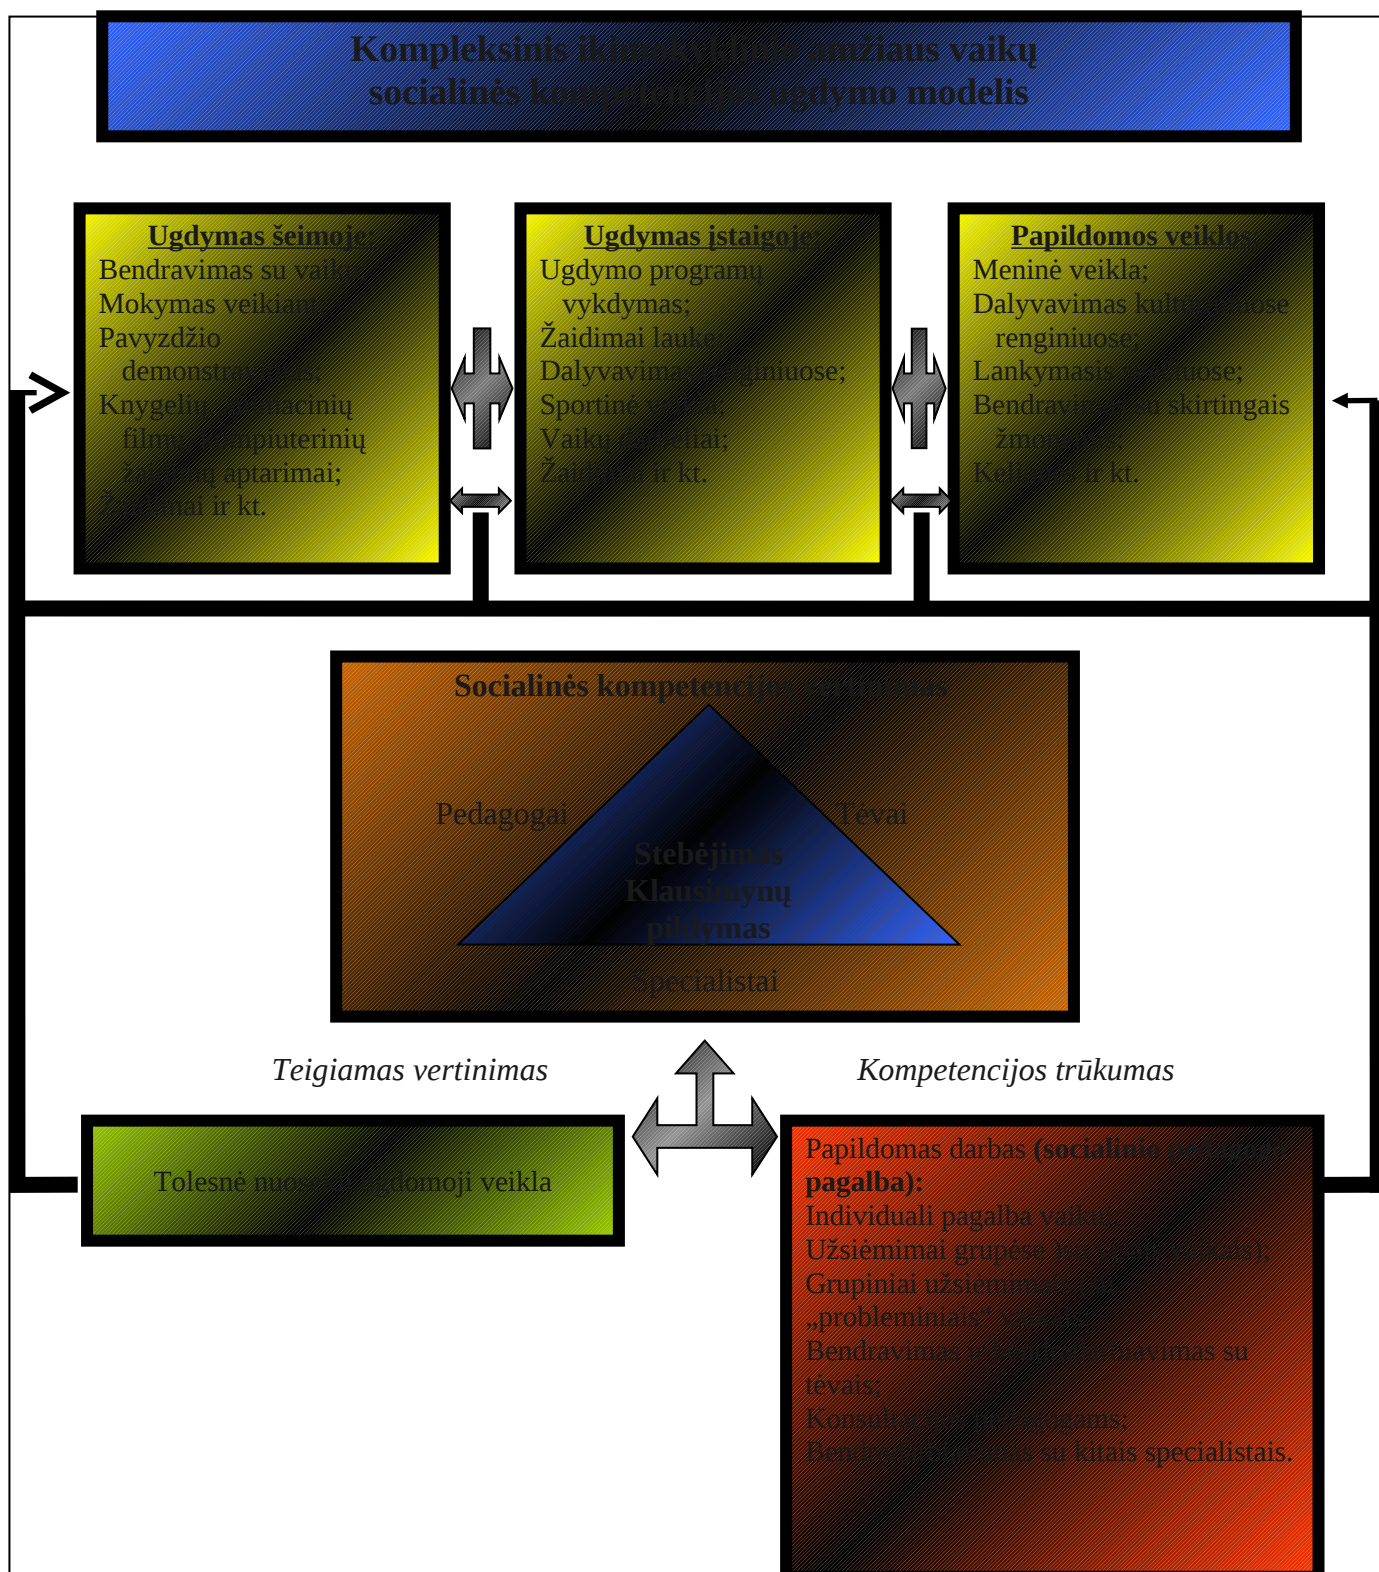 Kompleksinis ikimokyklinio amžiaus vaikų
socialinės kompetencijos ugdymo modelis
Ugdymas šeimoje:
Bendravimas su vaiku;
Mokymas veikiant;
Pavyzdžio
demonstravimas;
Knygelių, animacinių
filmų, kompiuterinių
žaidimų aptarimai;
Žaidimai ir kt.
Ugdymas įstaigoje:
Ugdymo programų
vykdymas;
Žaidimai lauke;
Dalyvavimas renginiuose;
Sportinė veikla;
Vaikų darželiai;
Žaidimai ir kt.
Papildomos veiklos:
Meninė veikla;
Dalyvavimas kultūriniuose
renginiuose;
Lankymasis
Bendravimas su skirtingais
žmonėmis;
Kelionės ir kt.
Socialinės kompetencijos vertinimas
Pedagogai
Tėvai
Stebėjimas
Klausimynų
pildymas
Specialistai
Teigiamas vertinimas
Kompetencijos trūkumas
Tolesnė nuosekli ugdomoji veikla
Papildomas darbas (socialinio pedagogo
pagalba):
Individuali pagalba vaikui;
Užsiėmimai grupėse (su visais vaikais);
Grupiniai užsiėmimai (su
„probleminiais“ vaikais);
Bendravimas ir bendradarbiavimas su
tėvais;
Konsultacijos pedagogams;
Bendradarbiavimas su kitais specialistais.